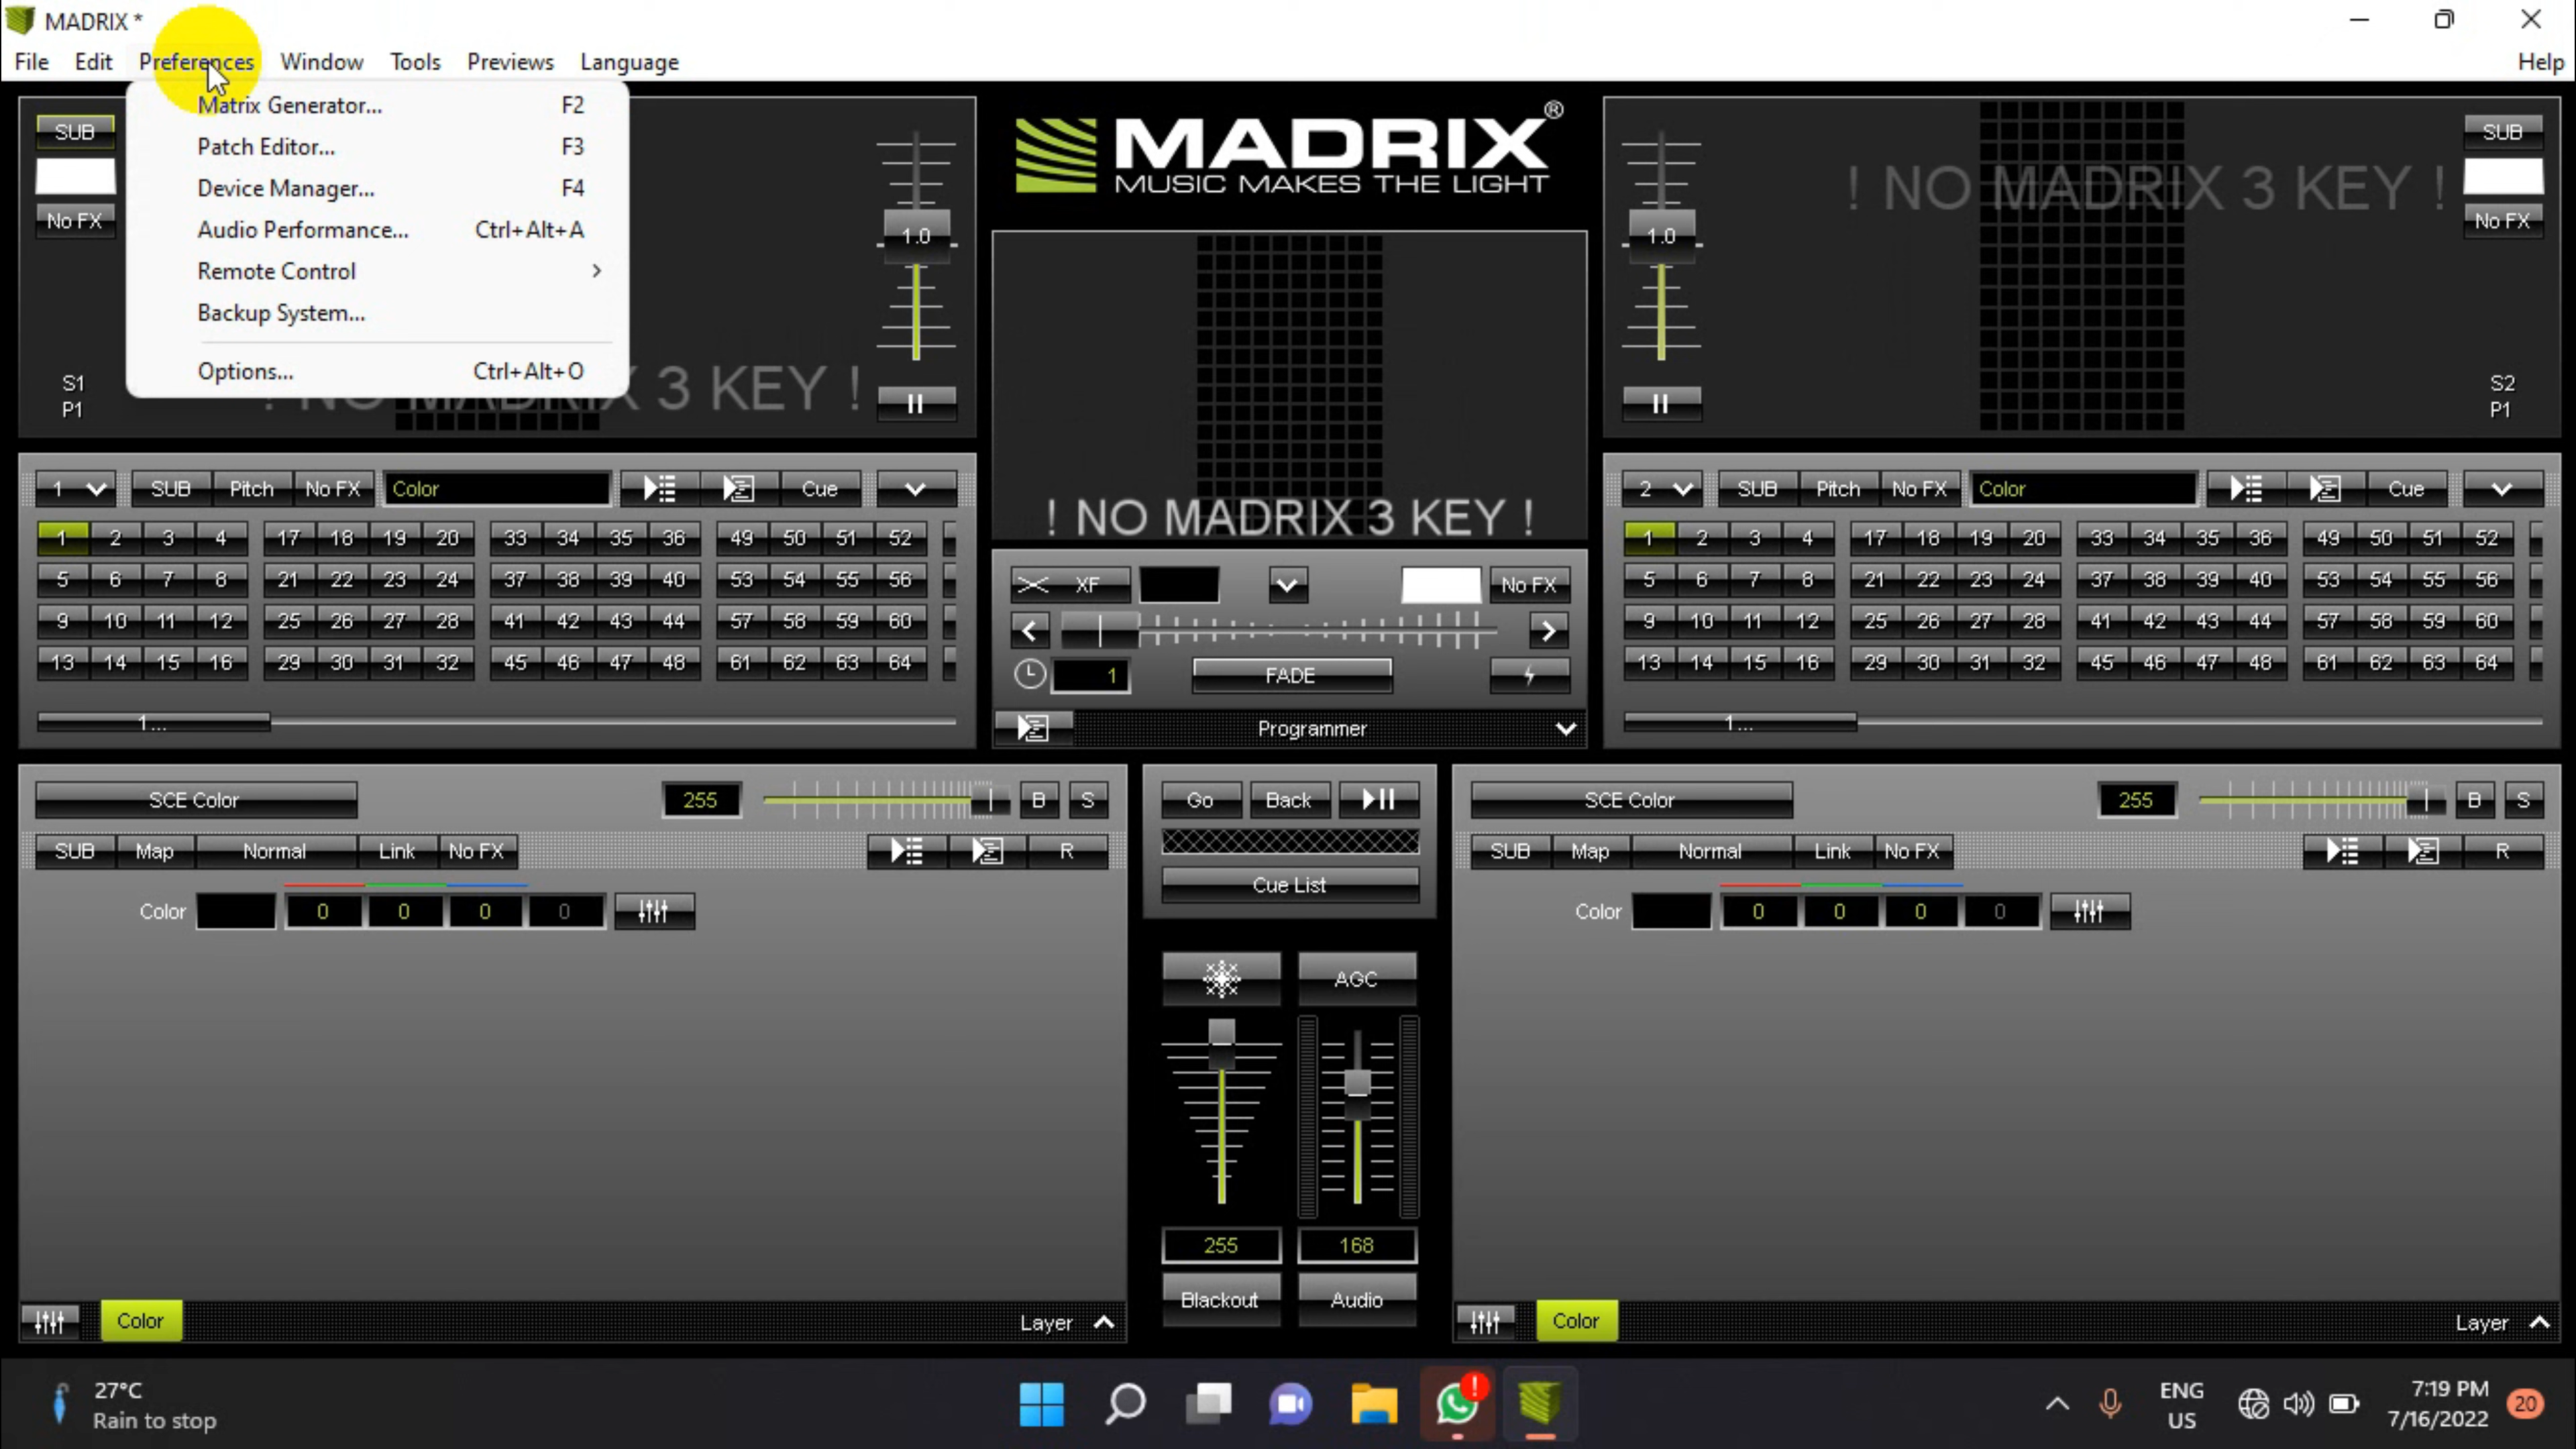 MADRIX *
File Edit Preferences Window Tools Previews Language Help
Matrix Generator... F2
Patch Editor... F3
Device Manager... F4
Audio Performance... Ctrl+Alt+A
Remote Control
Backup System...
Options... Ctrl+Alt+O
SUB
No FX
S1
P1
1.0
! NO MADRIX 3 KEY !
MADRIX®
MUSIC MAKES THE LIGHT
! NO MADRIX 3 KEY !
1.0
! NO MADRIX 3 KEY !
SUB
No FX
S2
P1
1 SUB Pitch No FX Color Cue
1 2 3 4 17 18 19 20 33 34 35 36 49 50 51 52
5 6 7 8 21 22 23 24 37 38 39 40 53 54 55 56
9 10 11 12 25 26 27 28 41 42 43 44 57 58 59 60
13 14 15 16 29 30 31 32 45 46 47 48 61 62 63 64
1...
XF No FX
1 FADE
Programmer
2 SUB Pitch No FX Color Cue
1 2 3 4 17 18 19 20 33 34 35 36 49 50 51 52
5 6 7 8 21 22 23 24 37 38 39 40 53 54 55 56
9 10 11 12 25 26 27 28 41 42 43 44 57 58 59 60
13 14 15 16 29 30 31 32 45 46 47 48 61 62 63 64
1...
SCE Color 255 B S
SUB Map Normal Link No FX R
Color 0 0 0 0
Color Layer
Go Back
Cue List
AGC
255 168
Blackout Audio
SCE Color 255 B S
SUB Map Normal Link No FX R
Color 0 0 0 0
Color Layer
27°C
Rain to stop
!
ENG
US
7:19 PM
7/16/2022
20